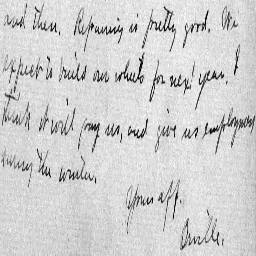 and then. Repairing is pretty good. We
expect to build our wheels for next year. I
think it will pay us, and give us employment
during the winter.
Yours aff.
Orville.